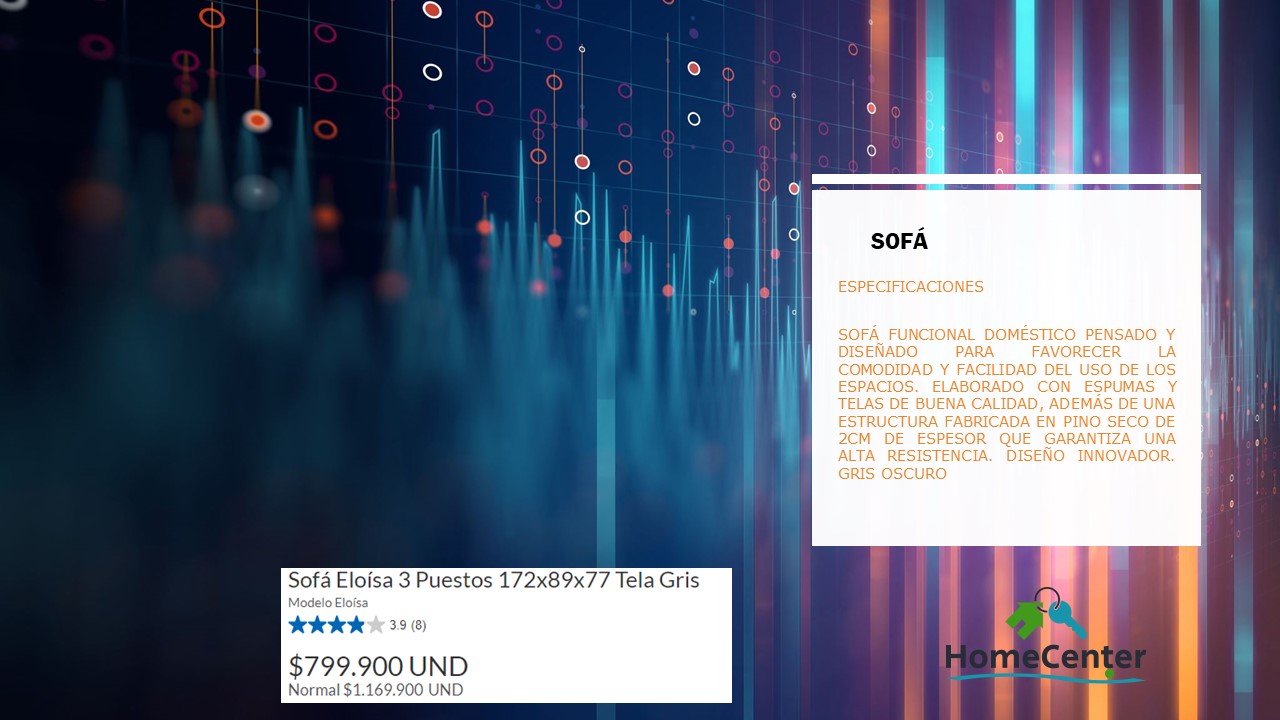 SOFÁ
ESPECIFICACIONES
SOFÁ FUNCIONAL DOMÉSTICO PENSADO Y
DISEÑADO PARA FAVORECER LA
COMODIDAD Y FACILIDAD DEL USO DE LOS
ESPACIOS. ELABORADO CON ESPUMAS Y
TELAS DE BUENA CALIDAD, ADEMÁS DE UNA
ESTRUCTURA FABRICADA EN PINO SECO DE
2CM DE ESPESOR QUE GARANTIZA UNA
ALTA RESISTENCIA. DISEÑO INNOVADOR.
GRIS OSCURO
Sofá Eloísa 3 Puestos 172x89x77 Tela Gris
Modelo Eloísa
3.9 (8)
$799.900 UND
Normal $1.169.900 UND
HomeCenter